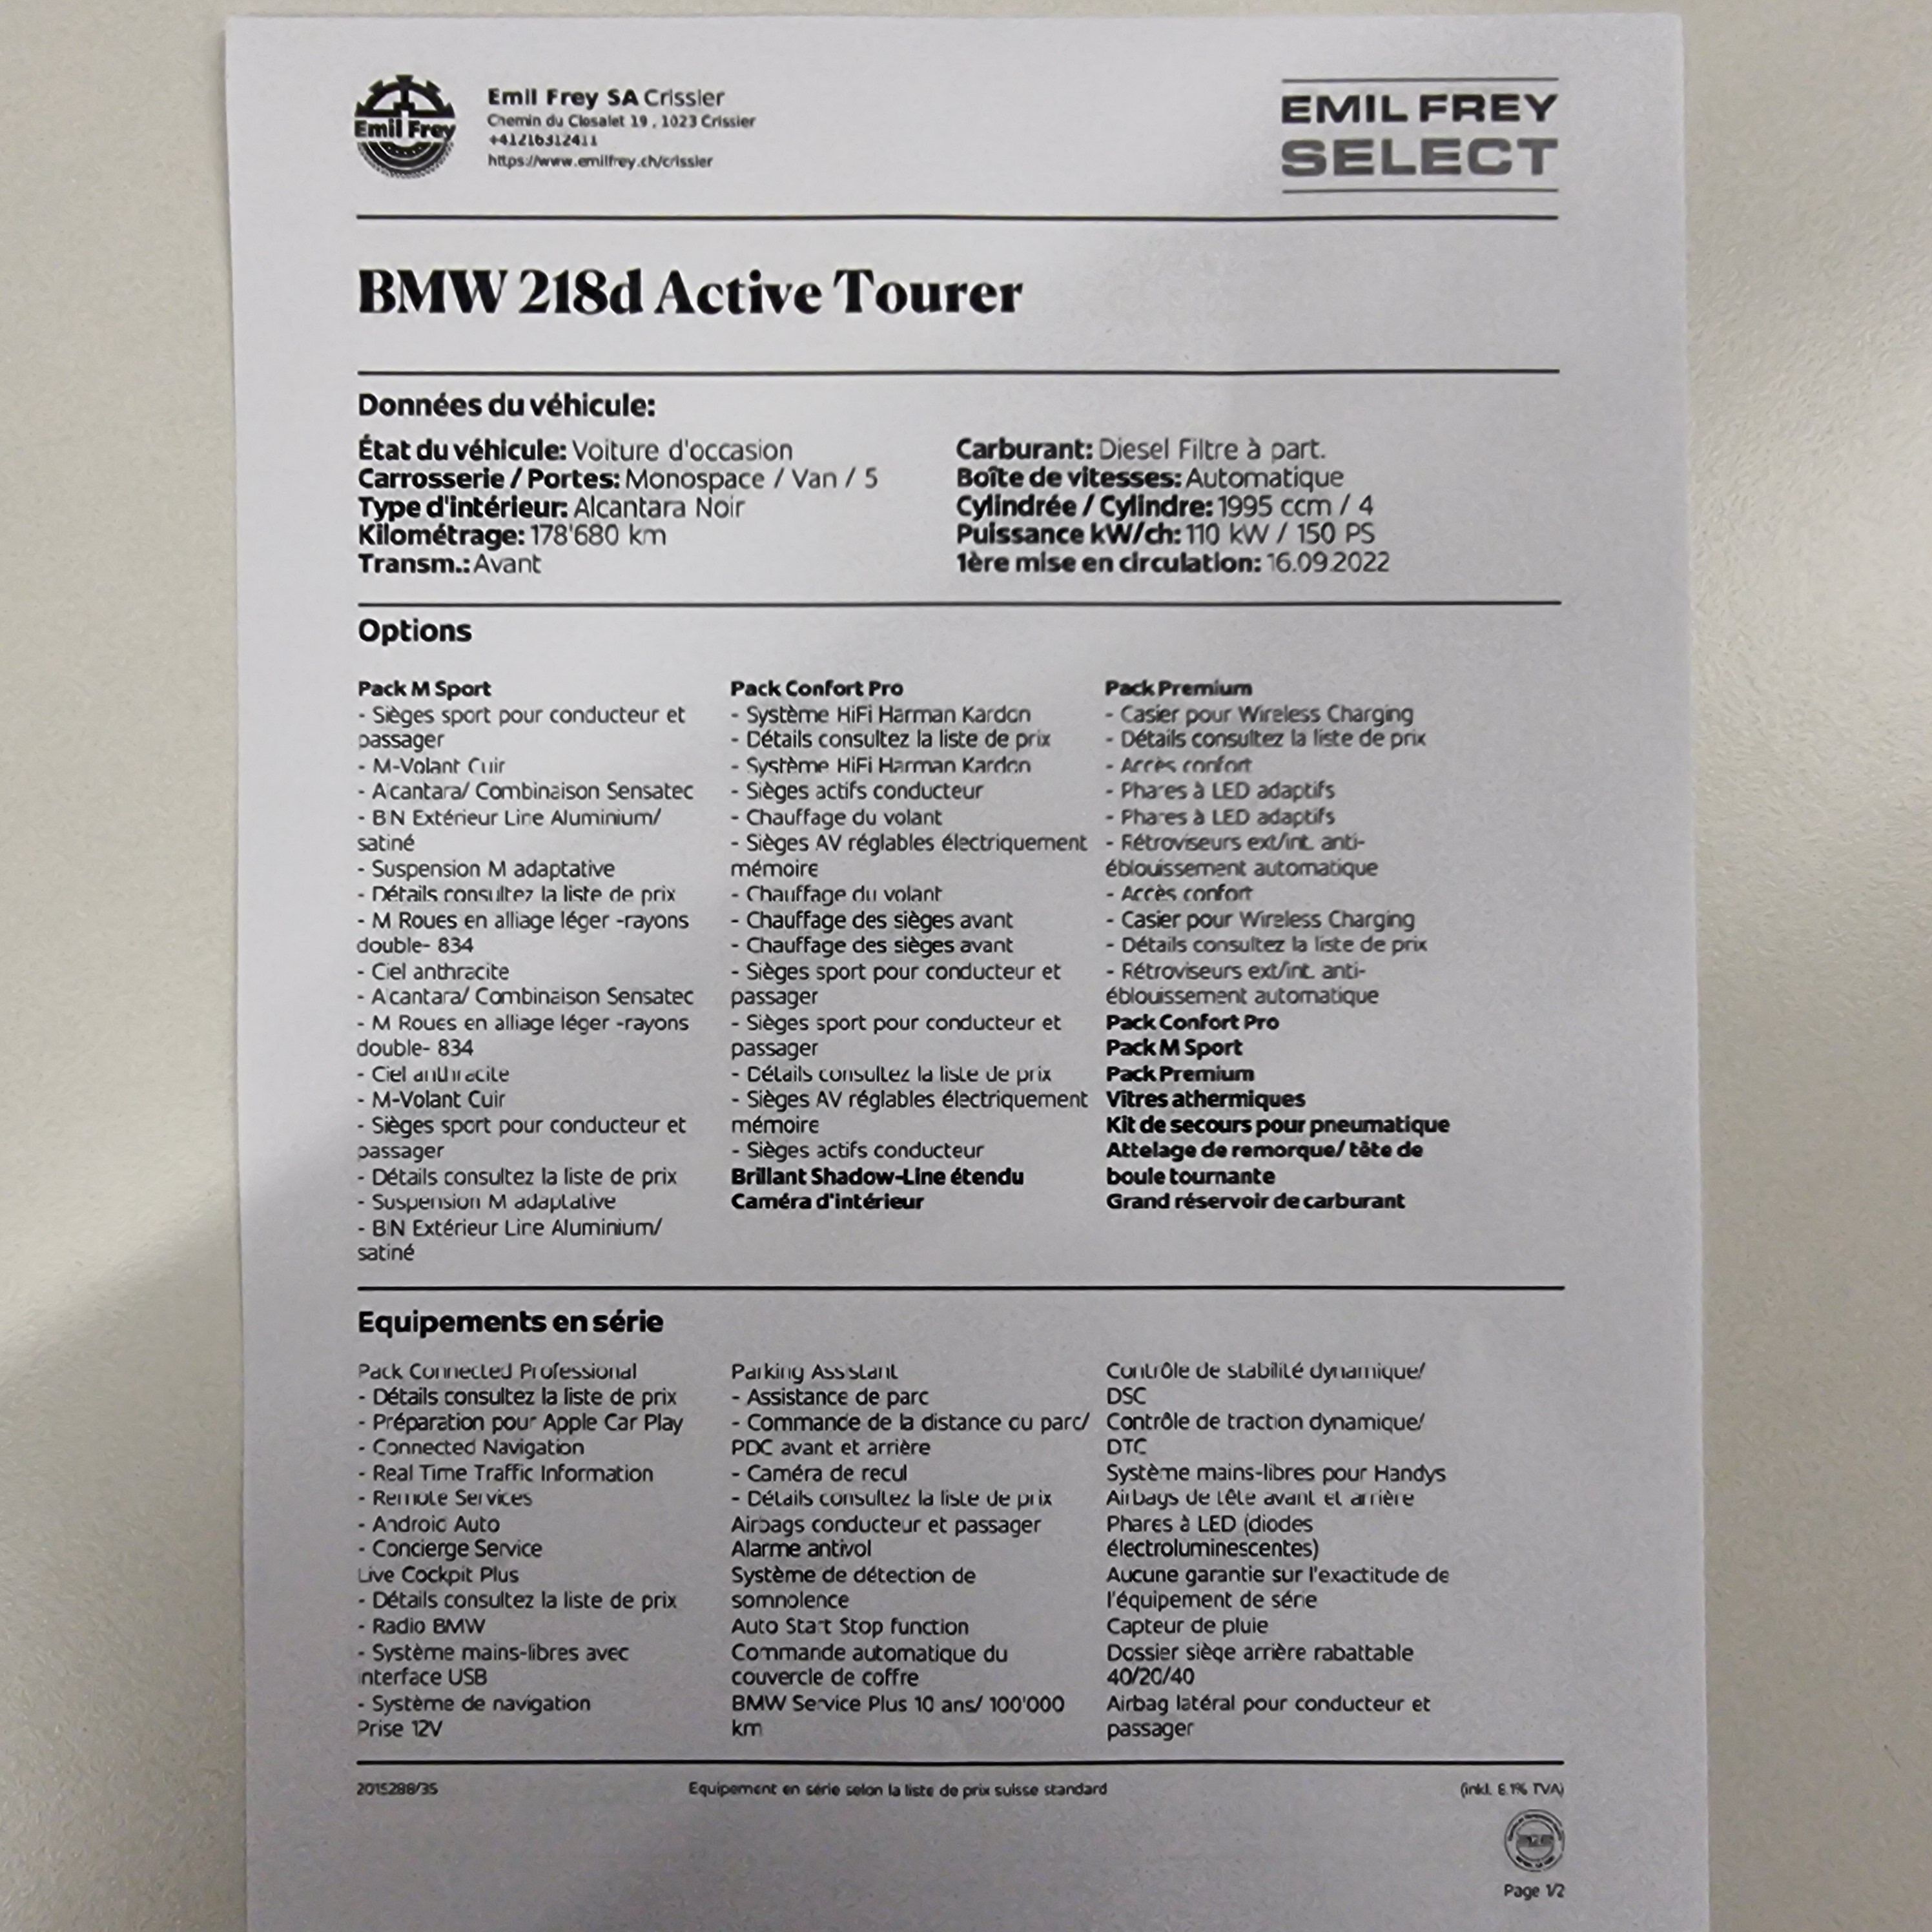 Emil Frey
Emil Frey SA Crissier
Chemin du Closalet 19 , 1023 Crissier
+41216312411
https://www.emilfrey.ch/crissier
EMIL FREY
SELECT
BMW 218d Active Tourer
Données du véhicule:
État du véhicule: Voiture d'occasion
Carrosserie / Portes: Monospace / Van / 5
Type d'intérieur: Alcantara Noir
Kilométrage: 178'680 km
Transm.: Avant
Carburant: Diesel Filtre à part.
Boîte de vitesses: Automatique
Cylindrée / Cylindre: 1995 ccm / 4
Puissance kW/ch: 110 kW / 150 PS
1ère mise en circulation: 16.09.2022
Options
Pack M Sport
- Sièges sport pour conducteur et
passager
- M-Volant Cuir
- Alcantara/ Combinaison Sensatec
- BIN Extérieur Line Aluminium/
satiné
- Suspension M adaptative
- Détails consultez la liste de prix
- M Roues en alliage léger -rayons
double- 834
- Ciel anthracite
- Alcantara/ Combinaison Sensatec
- M Roues en alliage léger -rayons
double- 834
- Ciel anthracite
- M-Volant Cuir
- Sièges sport pour conducteur et
passager
- Détails consultez la liste de prix
- Suspension M adaptative
- BIN Extérieur Line Aluminium/
satiné
Pack Confort Pro
- Système HiFi Harman Kardon
- Détails consultez la liste de prix
- Système HiFi Harman Kardon
- Sièges actifs conducteur
- Chauffage du volant
- Sièges AV réglables électriquement
mémoire
- Chauffage du volant
- Chauffage des sièges avant
- Chauffage des sièges avant
- Sièges sport pour conducteur et
passager
- Sièges sport pour conducteur et
passager
- Détails consultez la liste de prix
- Sièges AV réglables électriquement
mémoire
- Sièges actifs conducteur
Brillant Shadow-Line étendu
Caméra d'intérieur
Pack Premium
- Casier pour Wireless Charging
- Détails consultez la liste de prix
- Accès confort
- Phares à LED adaptifs
- Phares à LED adaptifs
- Rétroviseurs ext/int. anti-
éblouissement automatique
- Accès confort
- Casier pour Wireless Charging
- Détails consultez la liste de prix
- Rétroviseurs ext/int. anti-
éblouissement automatique
Pack Confort Pro
Pack M Sport
Pack Premium
Vitres athermiques
Kit de secours pour pneumatique
Attelage de remorque/ tête de
boule tournante
Grand réservoir de carburant
Equipements en série
Pack Connected Professional
- Détails consultez la liste de prix
- Préparation pour Apple Car Play
- Connected Navigation
- Real Time Traffic Information
- Remote Services
- Android Auto
- Concierge Service
Live Cockpit Plus
- Détails consultez la liste de prix
- Radio BMW
- Système mains-libres avec
interface USB
- Système de navigation
Prise 12V
Parking Assistant
- Assistance de parc
- Commande de la distance du parc/
PDC avant et arrière
- Caméra de recul
- Détails consultez la liste de prix
Airbags conducteur et passager
Alarme antivol
Système de détection de
somnolence
Auto Start Stop function
Commande automatique du
couvercle de coffre
BMW Service Plus 10 ans/ 100'000
km
Contrôle de stabilité dynamique/
DSC
Contrôle de traction dynamique/
DTC
Système mains-libres pour Handys
Airbags de tête avant et arrière
Phares à LED (diodes
électroluminescentes)
Aucune garantie sur l'exactitude de
l'équipement de série
Capteur de pluie
Dossier siège arrière rabattable
40/20/40
Airbag latéral pour conducteur et
passager
2015288/35
Equipement en série selon la liste de prix suisse standard
(inkl. 8.1% TVA)
Page 1/2